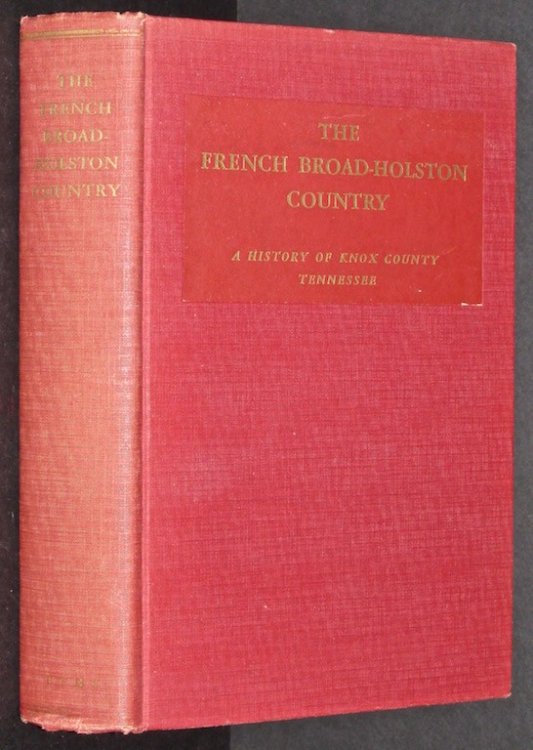 THE
FRENCH
BROAD-
HOLSTON
COUNTRY
THE
FRENCH BROAD-HOLSTON
COUNTRY
A HISTORY OF KNOX COUNTY
TENNESSEE